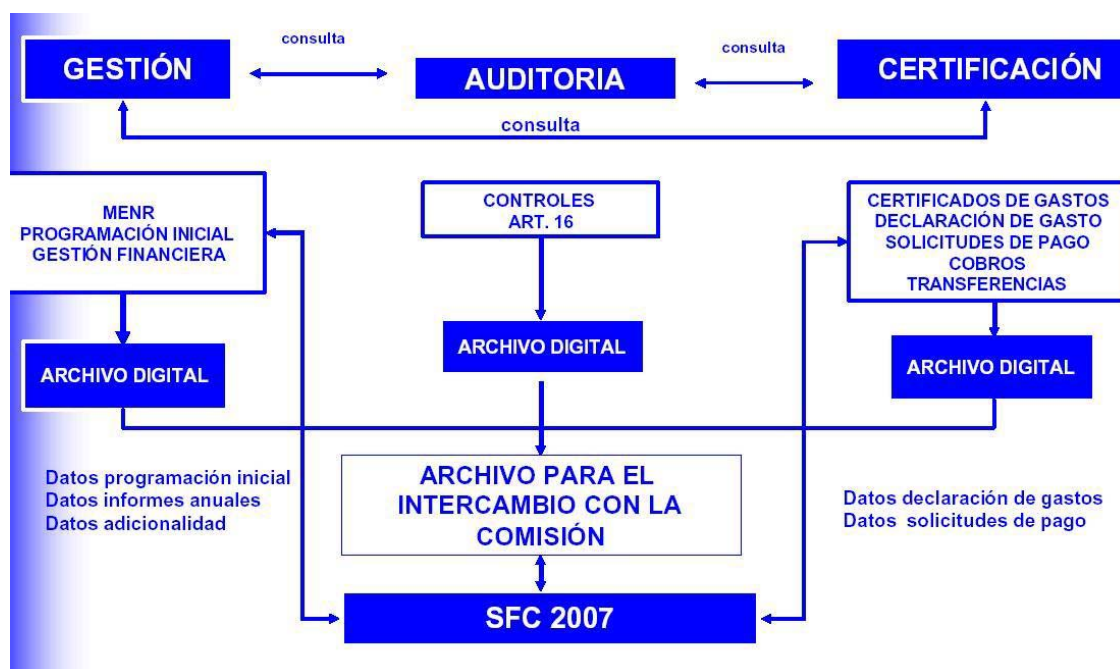 consulta
consulta
GESTIÓN
AUDITORIA
CERTIFICACIÓN
consulta
MENR
PROGRAMACIÓN INICIAL
GESTIÓN FINANCIERA
CONTROLES
ART. 16
CERTIFICADOS DE GASTOS
DECLARACIÓN DE GASTO
SOLICITUDES DE PAGO
COBROS
TRANSFERENCIAS
ARCHIVO DIGITAL
ARCHIVO DIGITAL
ARCHIVO DIGITAL
Datos programación inicial
Datos informes anuales
Datos adicionalidad
ARCHIVO PARA EL
INTERCAMBIO CON LA
COMISIÓN
Datos declaración de gastos
Datos solicitudes de pago
SFC 2007